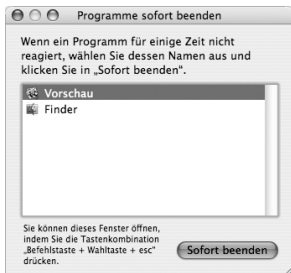 Programme sofort beenden
Wenn ein Programm für einige Zeit nicht
reagiert, wählen Sie dessen Namen aus und
klicken Sie in „Sofort beenden“.
Vorschau
Finder
Sie können dieses Fenster öffnen,
indem Sie die Tastenkombination
„Befehlstaste + Wahltaste + esc“
drücken.
Sofort beenden